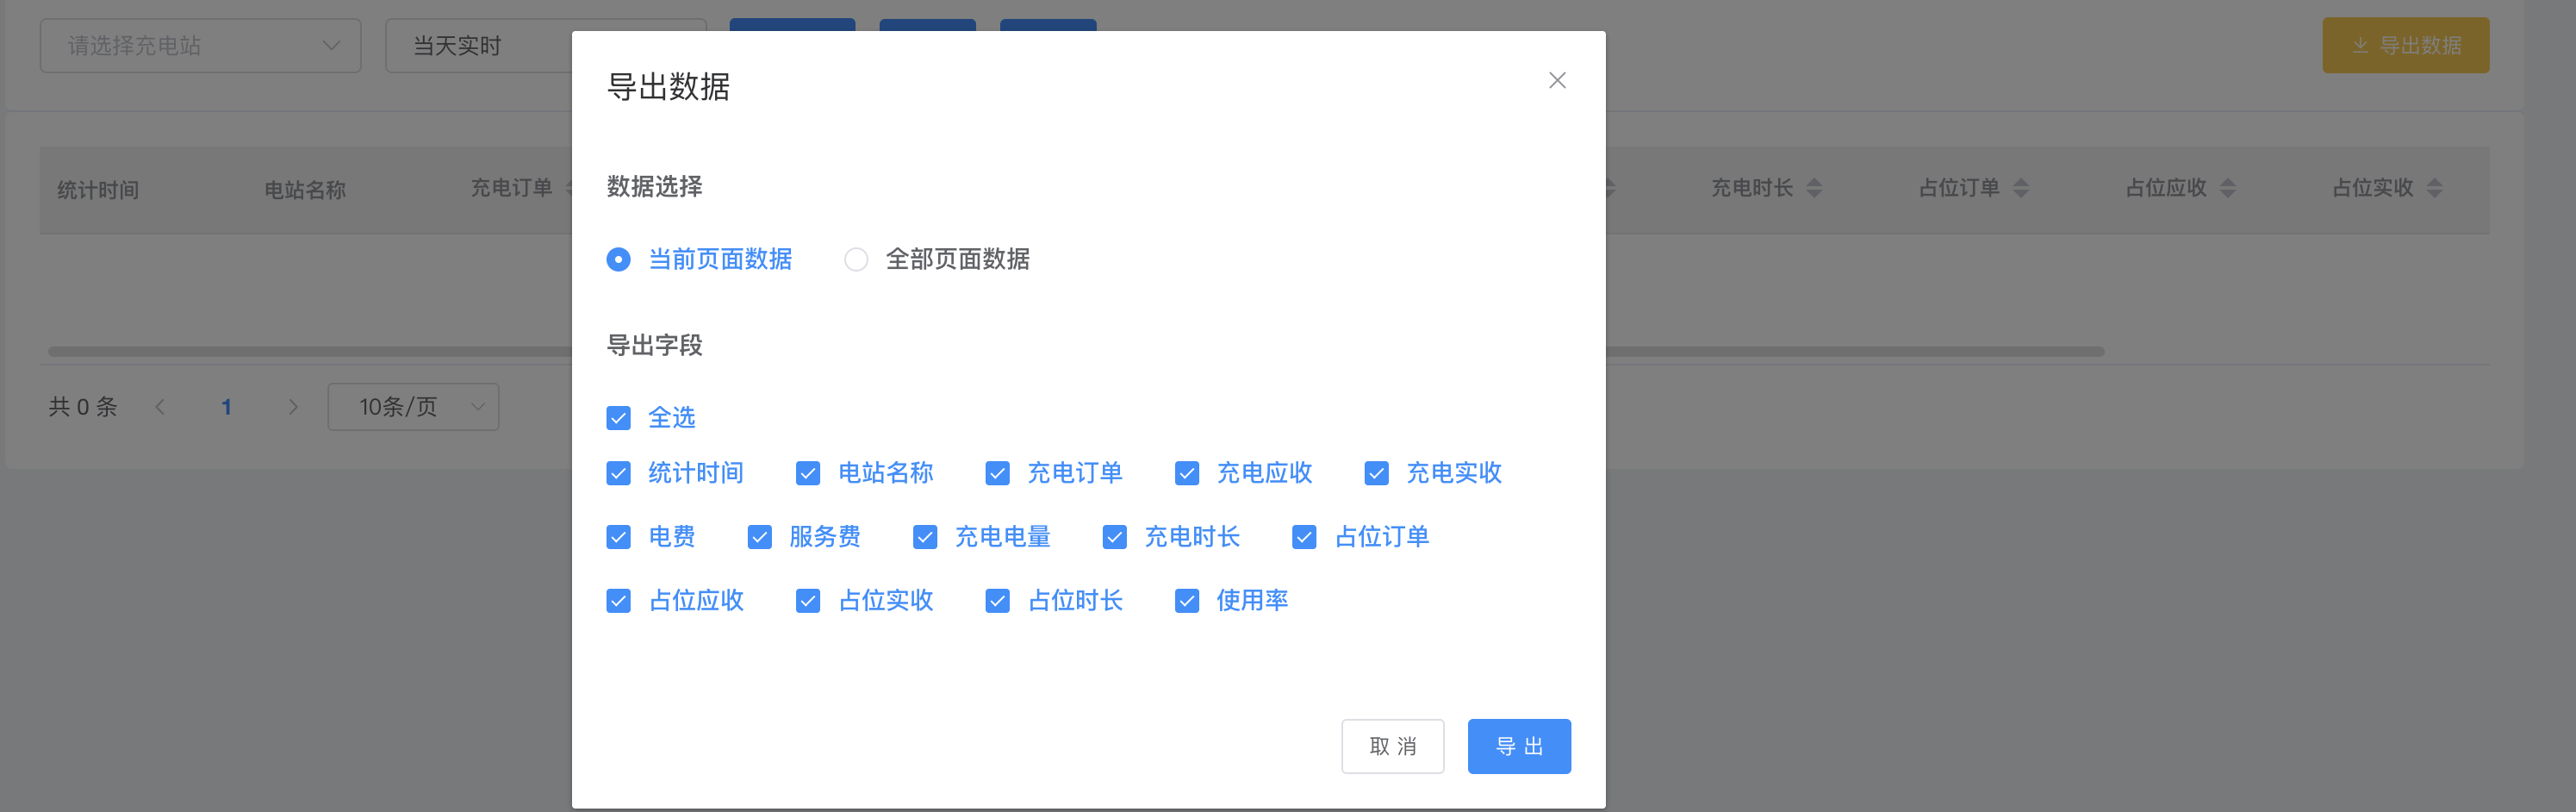 请选择充电站 当天实时 导出数据
导出数据
统计时间 电站名称 充电订单 充电时长 占位订单 占位应收 占位实收
数据选择
当前页面数据 全部页面数据
导出字段
共 0 条 1 10条/页
全选
统计时间 电站名称 充电订单 充电应收 充电实收
电费 服务费 充电电量 充电时长 占位订单
占位应收 占位实收 占位时长 使用率
取 消 导 出